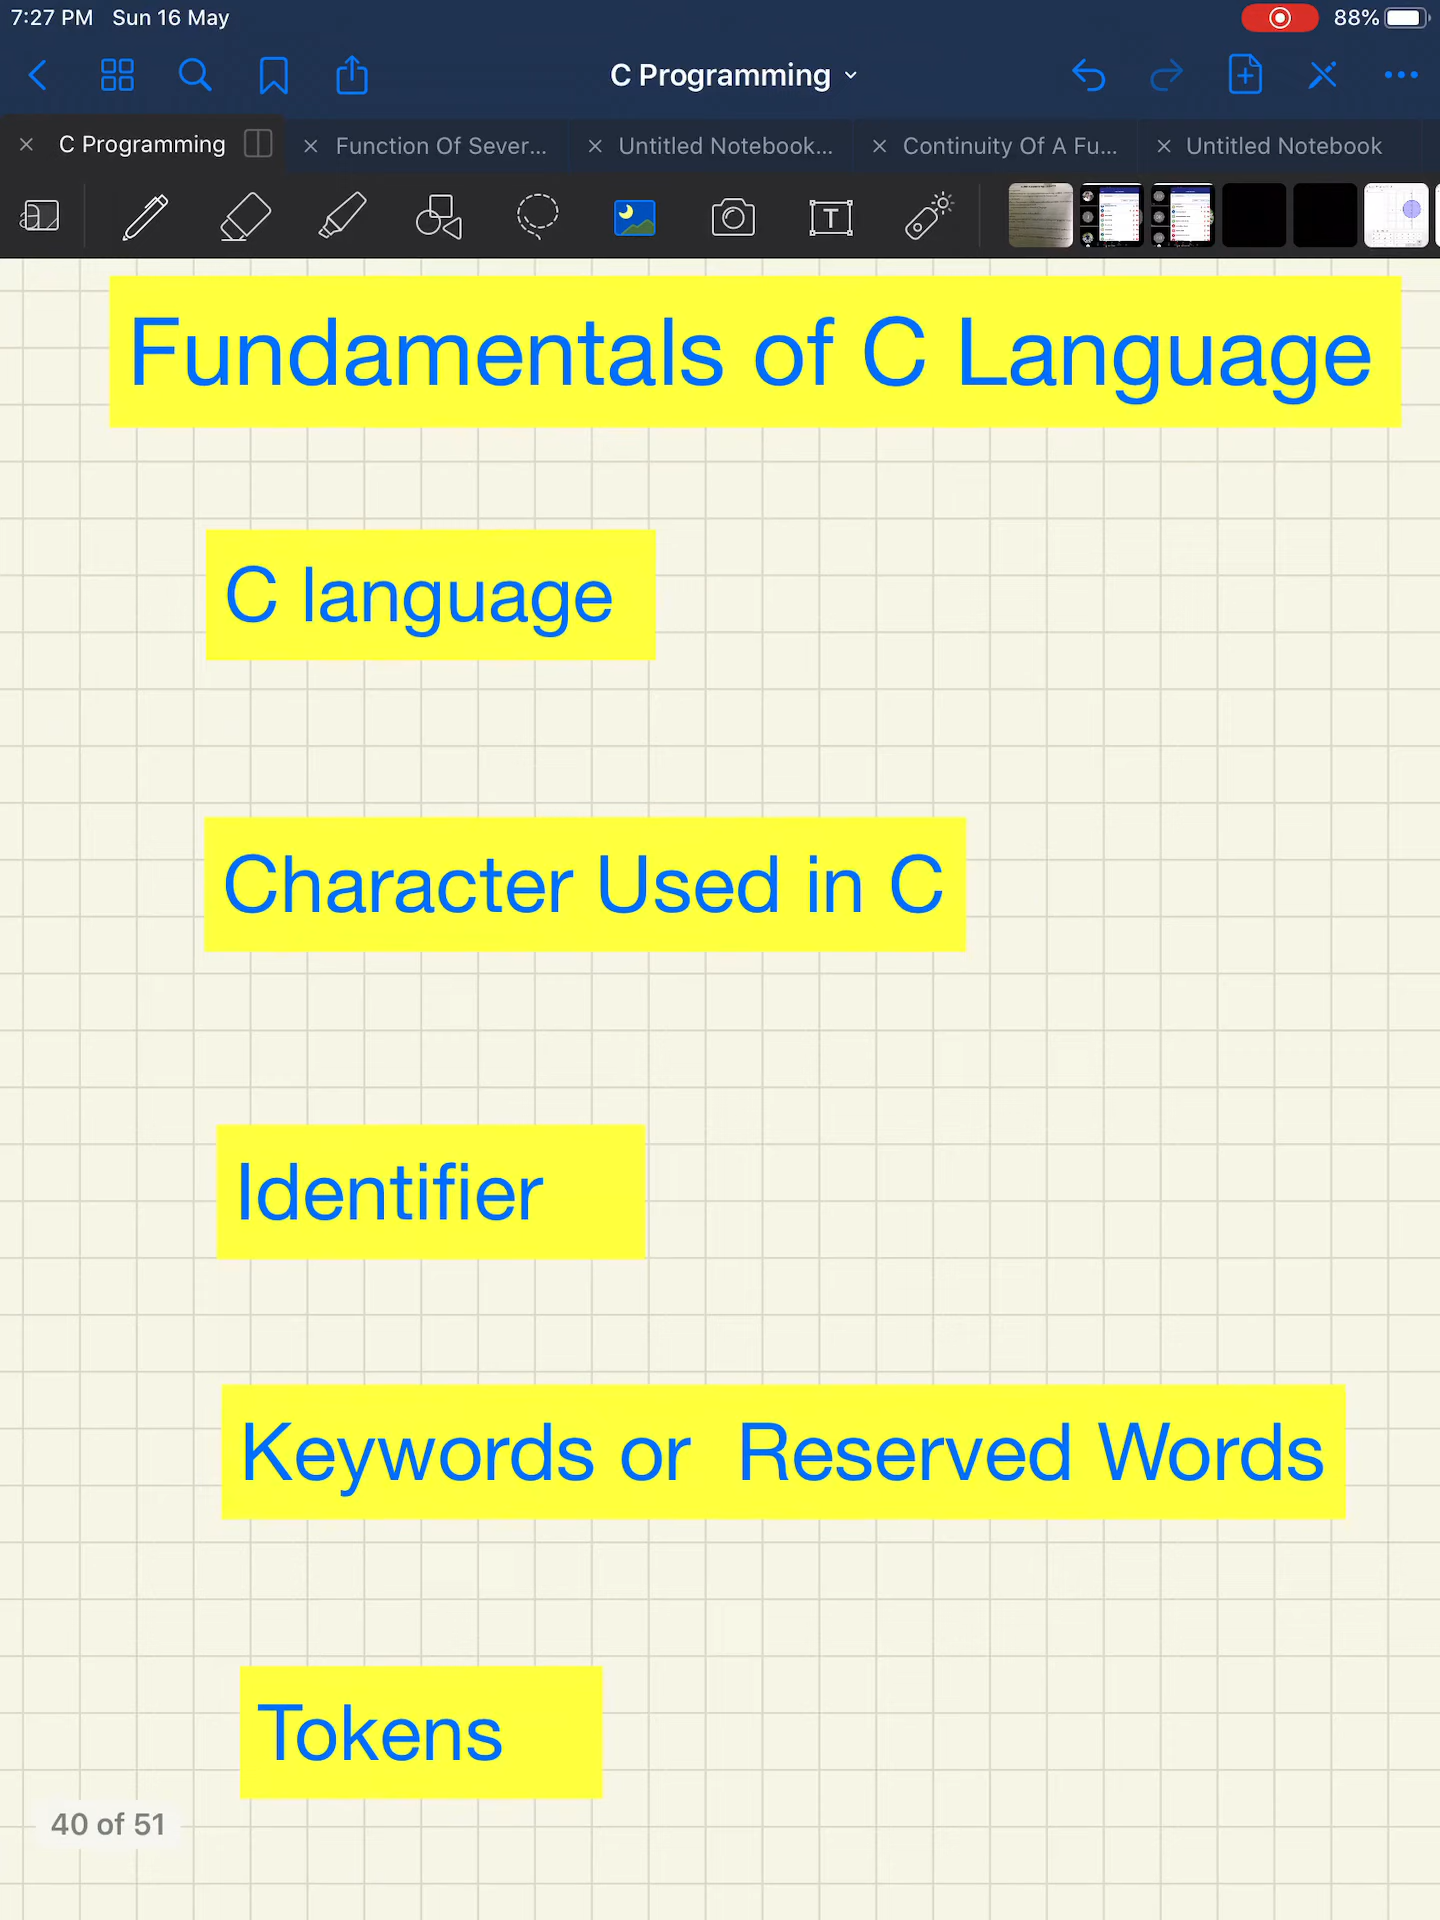 7:27 PM Sun 16 May 88%
C Programming
C Programming Function Of Sever... Untitled Notebook... Continuity Of A Fu... Untitled Notebook
T
Fundamentals of C Language
C language
Character Used in C
Identifier
Keywords or Reserved Words
Tokens
40 of 51